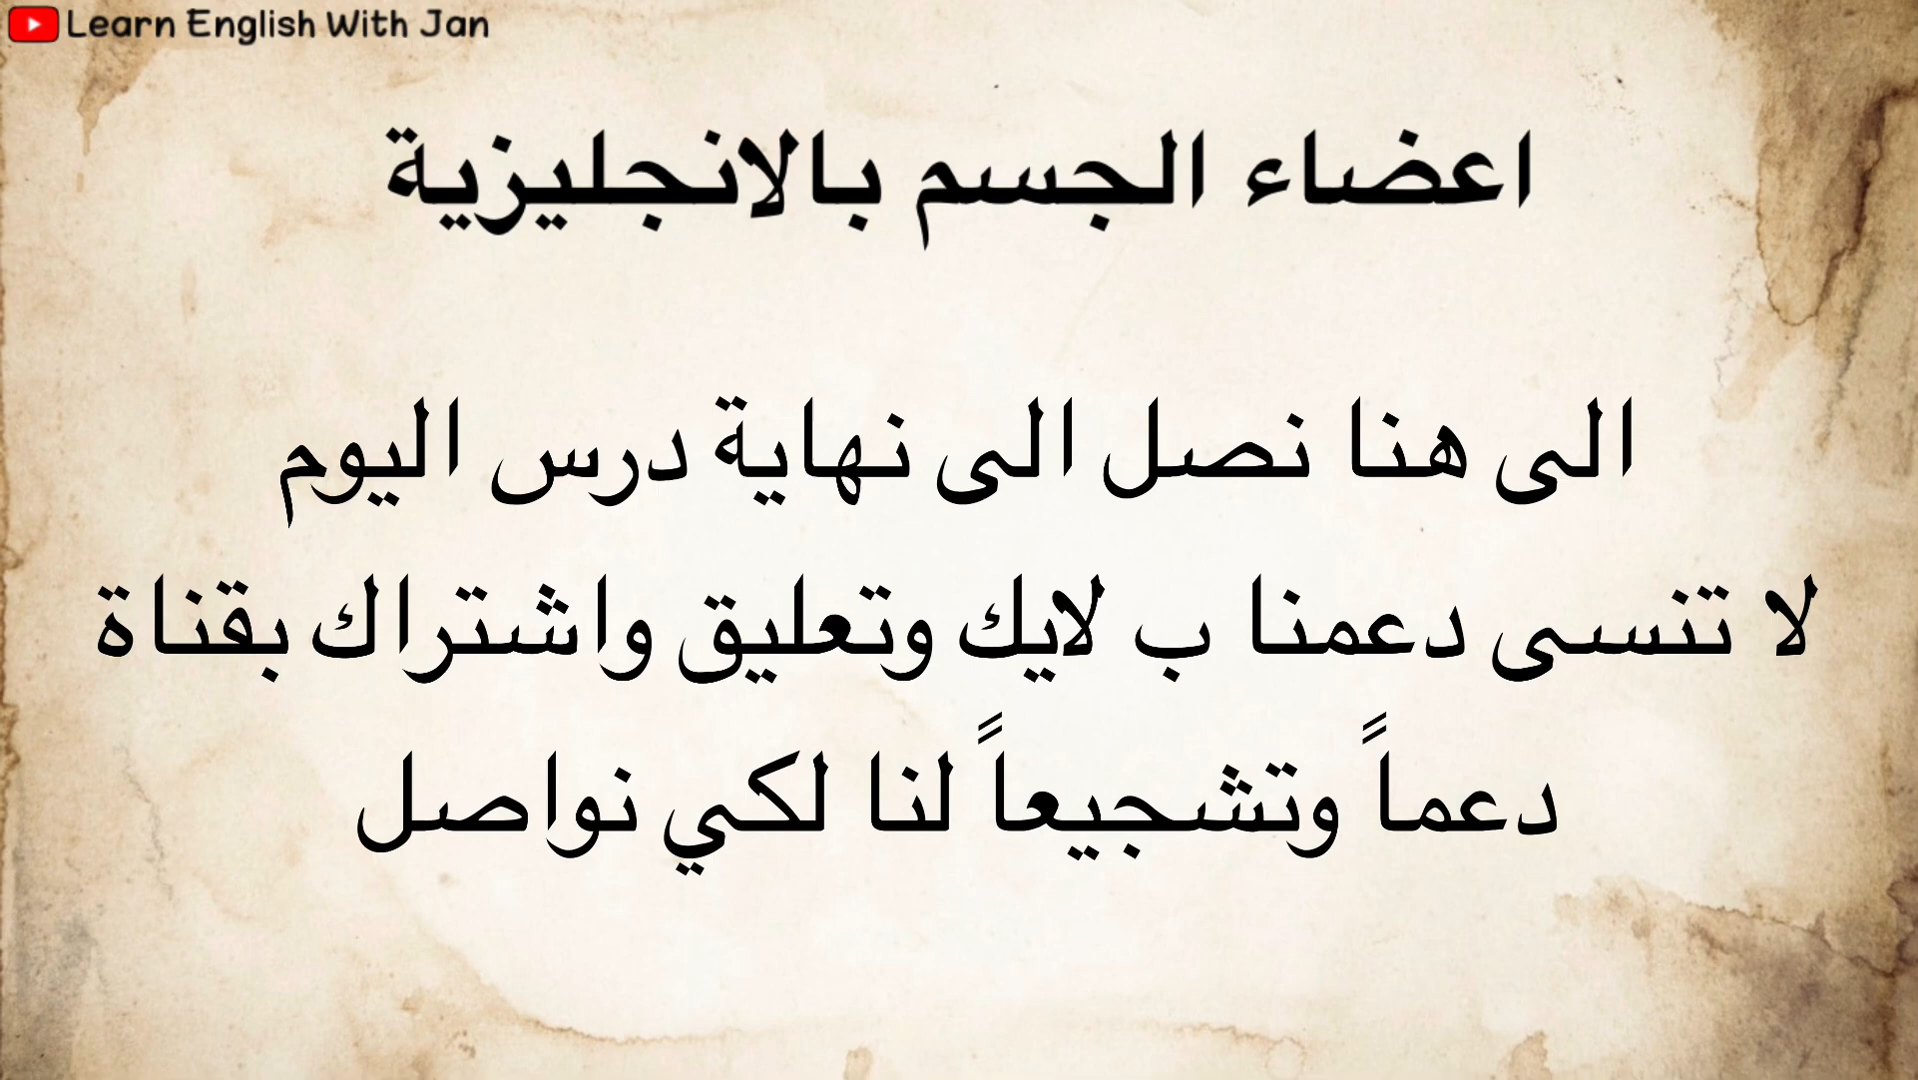 Learn English With Jan
اعضاء الجسم بالانجليزية
الى هنا نصل الى نهاية درس اليوم
لا تنسى دعمنا ب لايك وتعليق واشتراك بقناة
دعماً وتشجيعاً لنا لكي نواصل